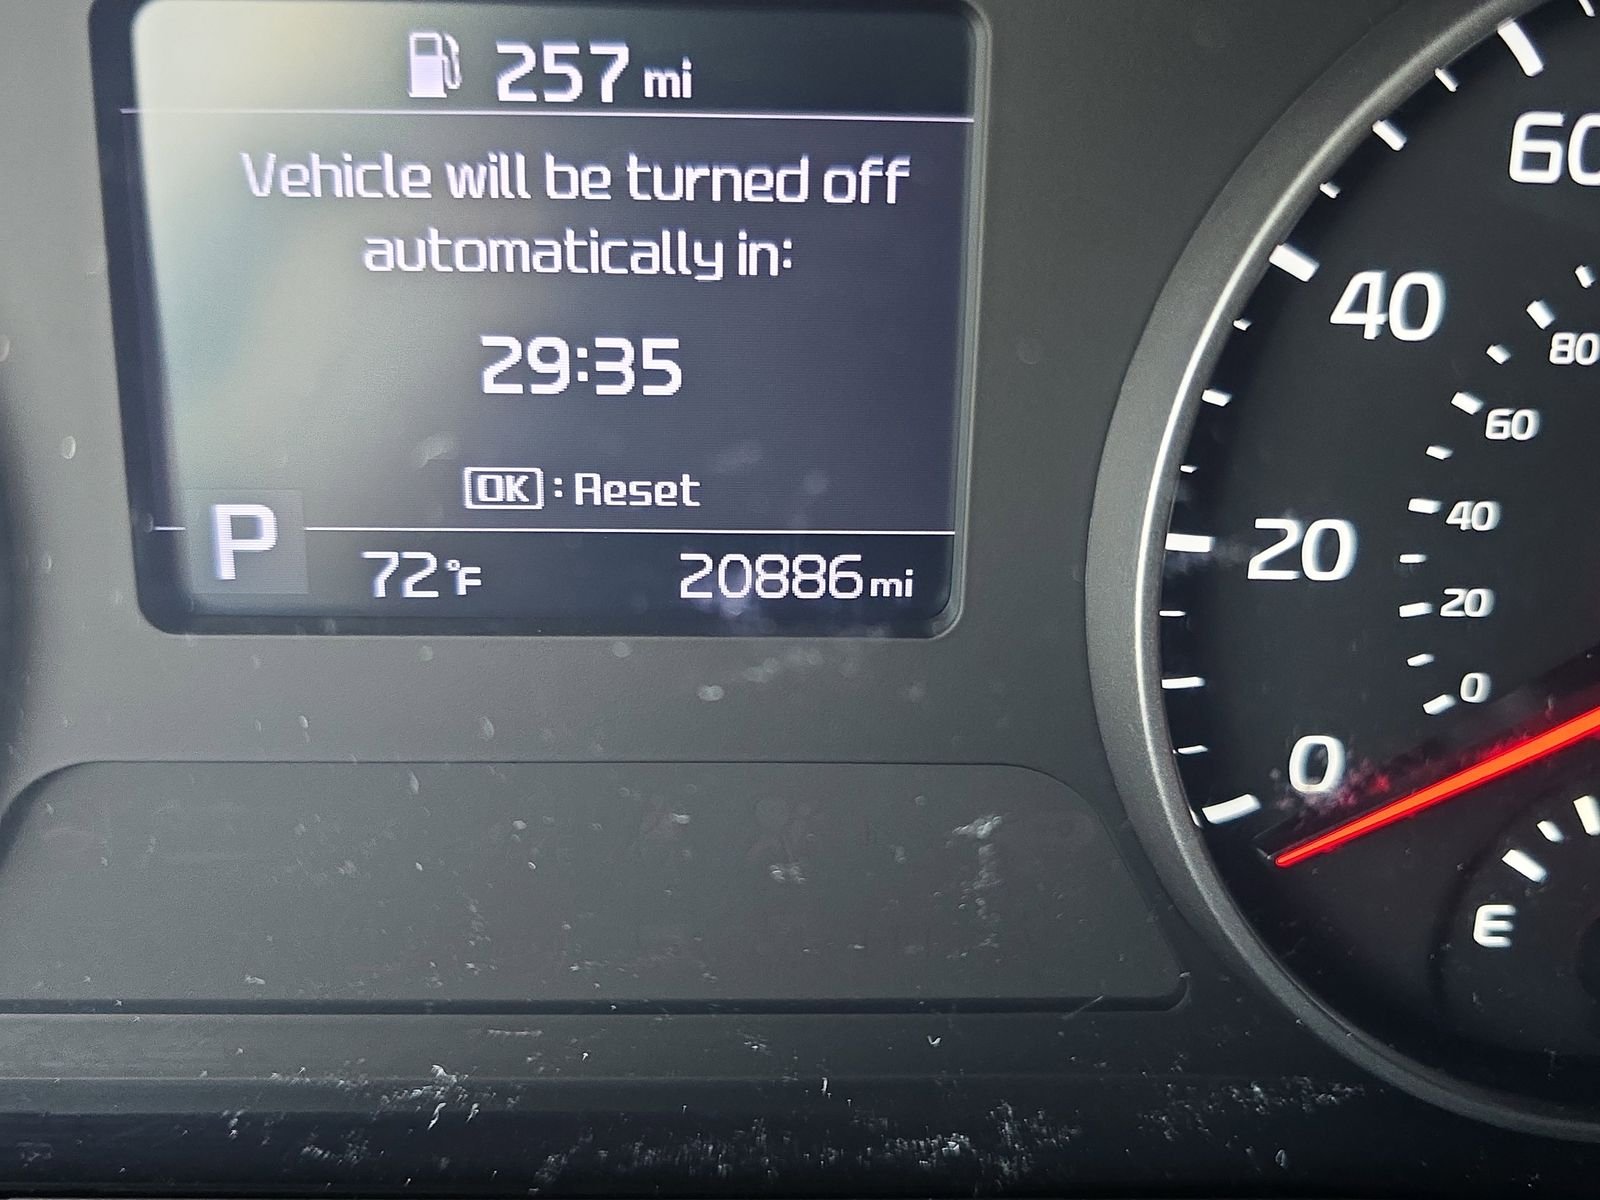 257 mi
Vehicle will be turned off
automatically in:
29:35
OK : Reset
P
72°F
20886 mi
60
40
20
0
80
60
40
20
0
E